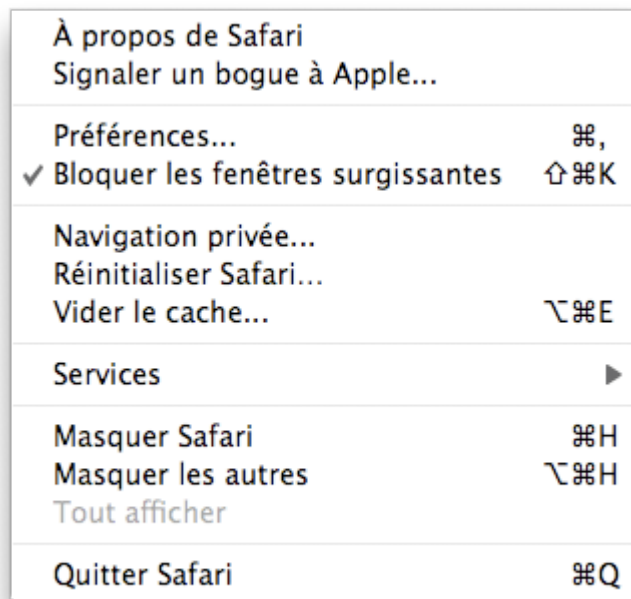 À propos de Safari
Signaler un bogue à Apple...
Préférences... ⌘,
✓ Bloquer les fenêtres surgissantes ⇧⌘K
Navigation privée...
Réinitialiser Safari...
Vider le cache... ⌥⌘E
Services ▶
Masquer Safari ⌘H
Masquer les autres ⌥⌘H
Tout afficher
Quitter Safari ⌘Q